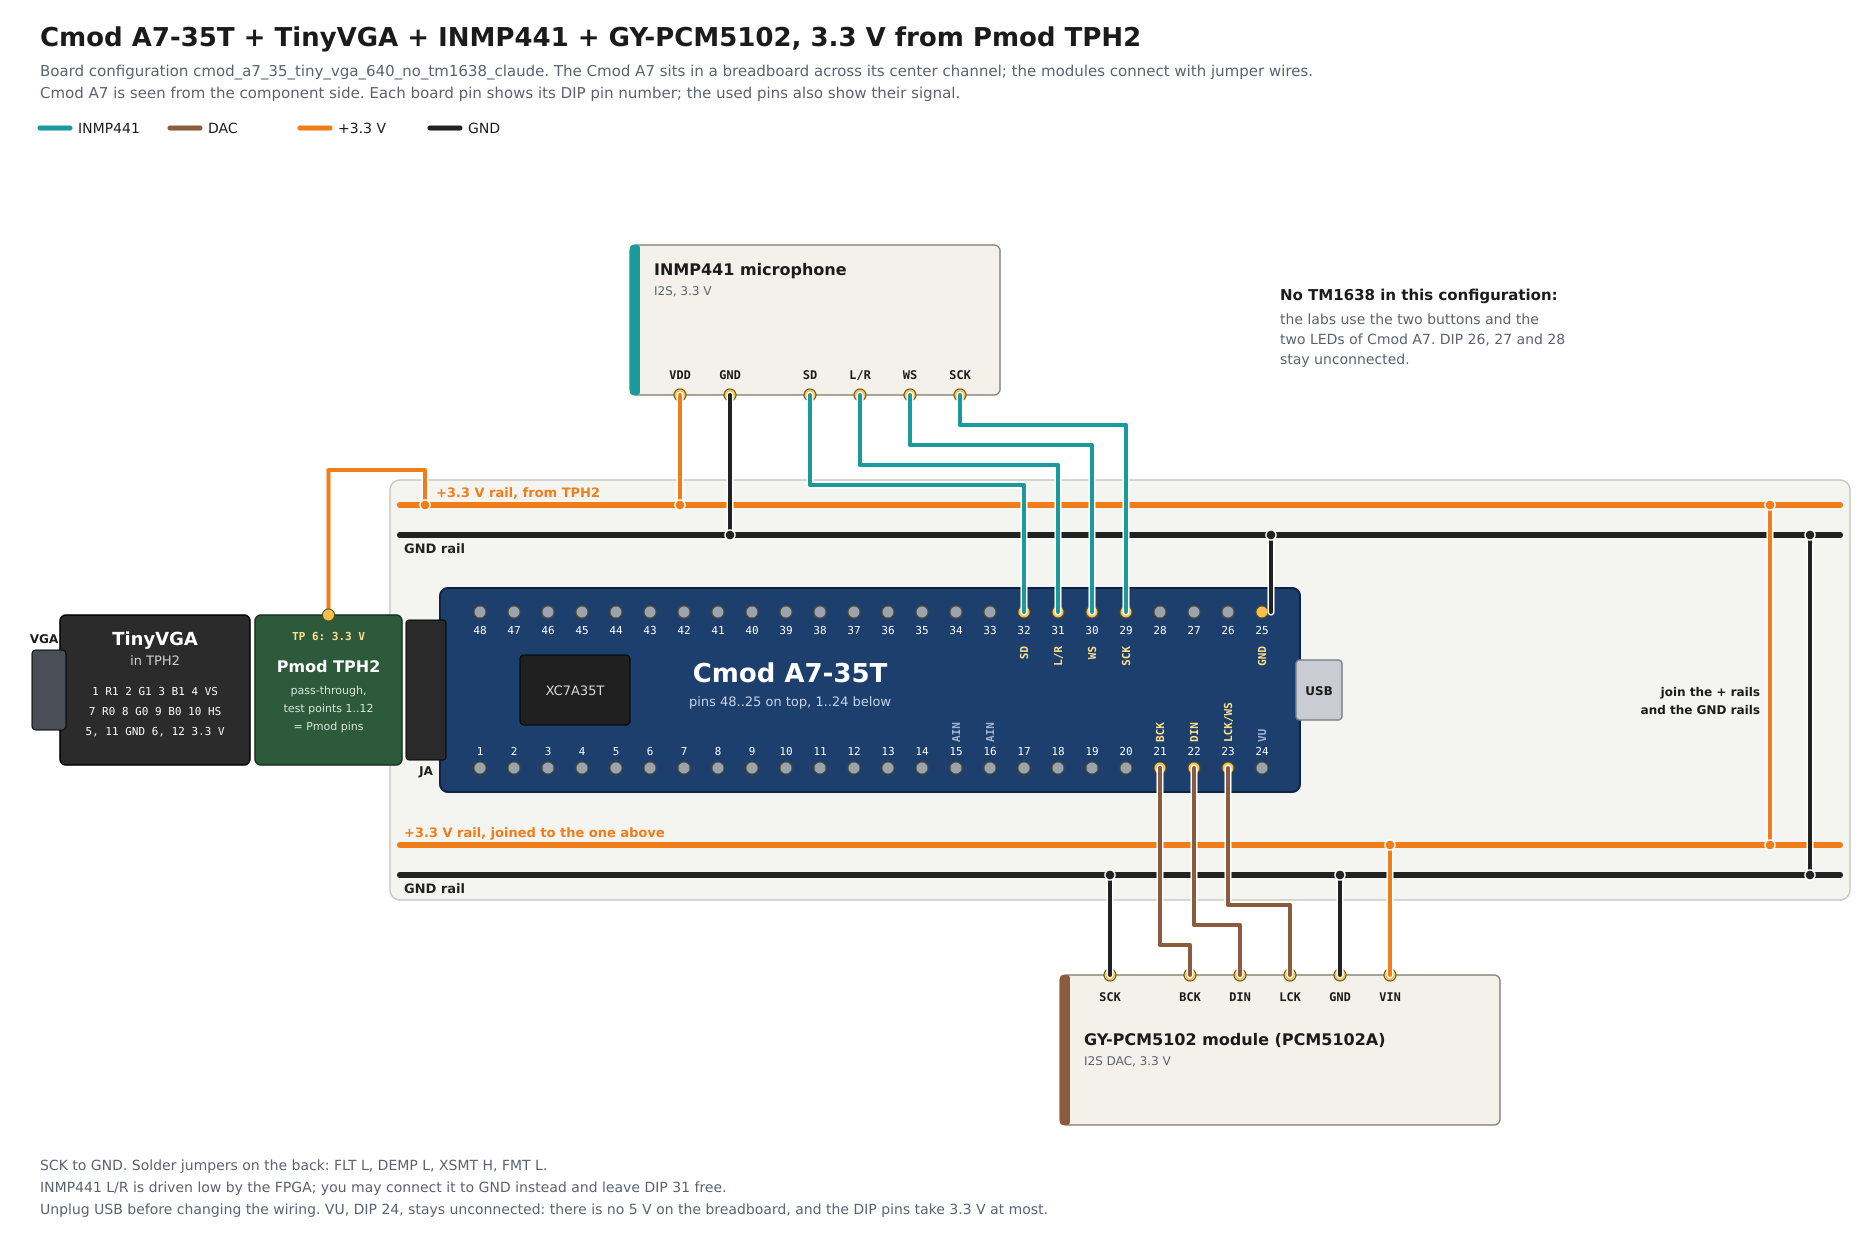 Cmod A7-35T + TinyVGA + INMP441 + GY-PCM5102, 3.3 V from Pmod TPH2
Board configuration cmod_a7_35_tiny_vga_640_no_tm1638_claude. The Cmod A7 sits in a breadboard across its center channel; the modules connect with jumper wires.
Cmod A7 is seen from the component side. Each board pin shows its DIP pin number; the used pins also show their signal.
INMP441 DAC +3.3 V GND
INMP441 microphone
I2S, 3.3 V
VDD GND SD L/R WS SCK
No TM1638 in this configuration:
the labs use the two buttons and the
two LEDs of Cmod A7. DIP 26, 27 and 28
stay unconnected.
+3.3 V rail, from TPH2
GND rail
VGA
TinyVGA
in TPH2
1 R1 2 G1 3 B1 4 VS
7 R0 8 G0 9 B0 10 HS
5, 11 GND 6, 12 3.3 V
TP 6: 3.3 V
Pmod TPH2
pass-through,
test points 1..12
= Pmod pins
JA
48 47 46 45 44 43 42 41 40 39 38 37 36 35 34 33 32 31 30 29 28 27 26 25
SD L/R WS SCK GND
XC7A35T
Cmod A7-35T
pins 48..25 on top, 1..24 below
USB
AIN AIN BCK DIN LCK/WS VU
1 2 3 4 5 6 7 8 9 10 11 12 13 14 15 16 17 18 19 20 21 22 23 24
join the + rails
and the GND rails
+3.3 V rail, joined to the one above
GND rail
SCK BCK DIN LCK GND VIN
GY-PCM5102 module (PCM5102A)
I2S DAC, 3.3 V
SCK to GND. Solder jumpers on the back: FLT L, DEMP L, XSMT H, FMT L.
INMP441 L/R is driven low by the FPGA; you may connect it to GND instead and leave DIP 31 free.
Unplug USB before changing the wiring. VU, DIP 24, stays unconnected: there is no 5 V on the breadboard, and the DIP pins take 3.3 V at most.